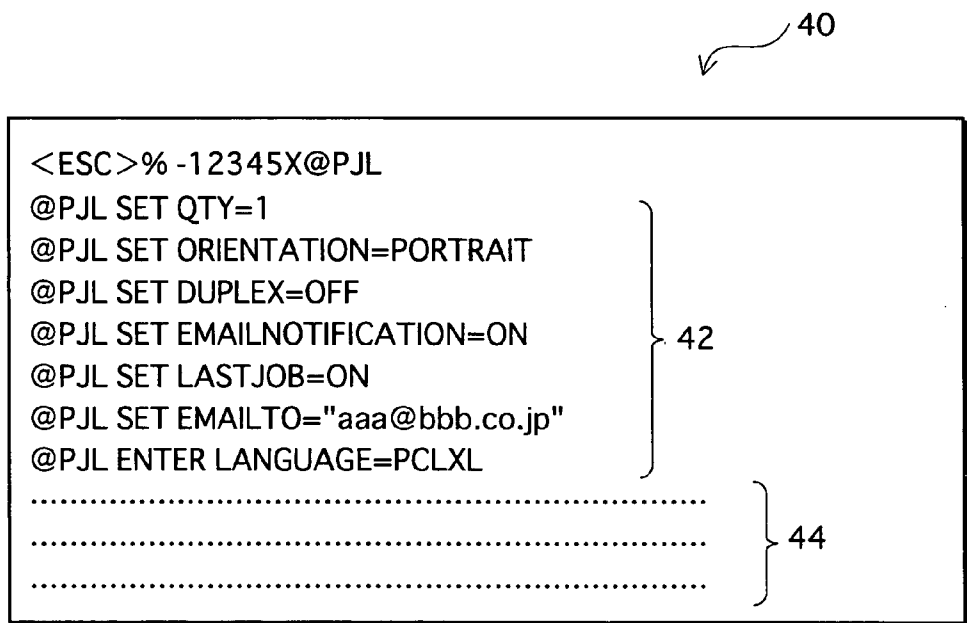 40
<ESC>% -12345X@PJL
@PJL SET QTY=1
@PJL SET ORIENTATION=PORTRAIT
@PJL SET DUPLEX=OFF
@PJL SET EMAILNOTIFICATION=ON
42
@PJL SET LASTJOB=ON
@PJL SET EMAILTO="aaa@bbb.co.jp"
@PJL ENTER LANGUAGE=PCLXL
....................................................................
....................................................................
44
....................................................................